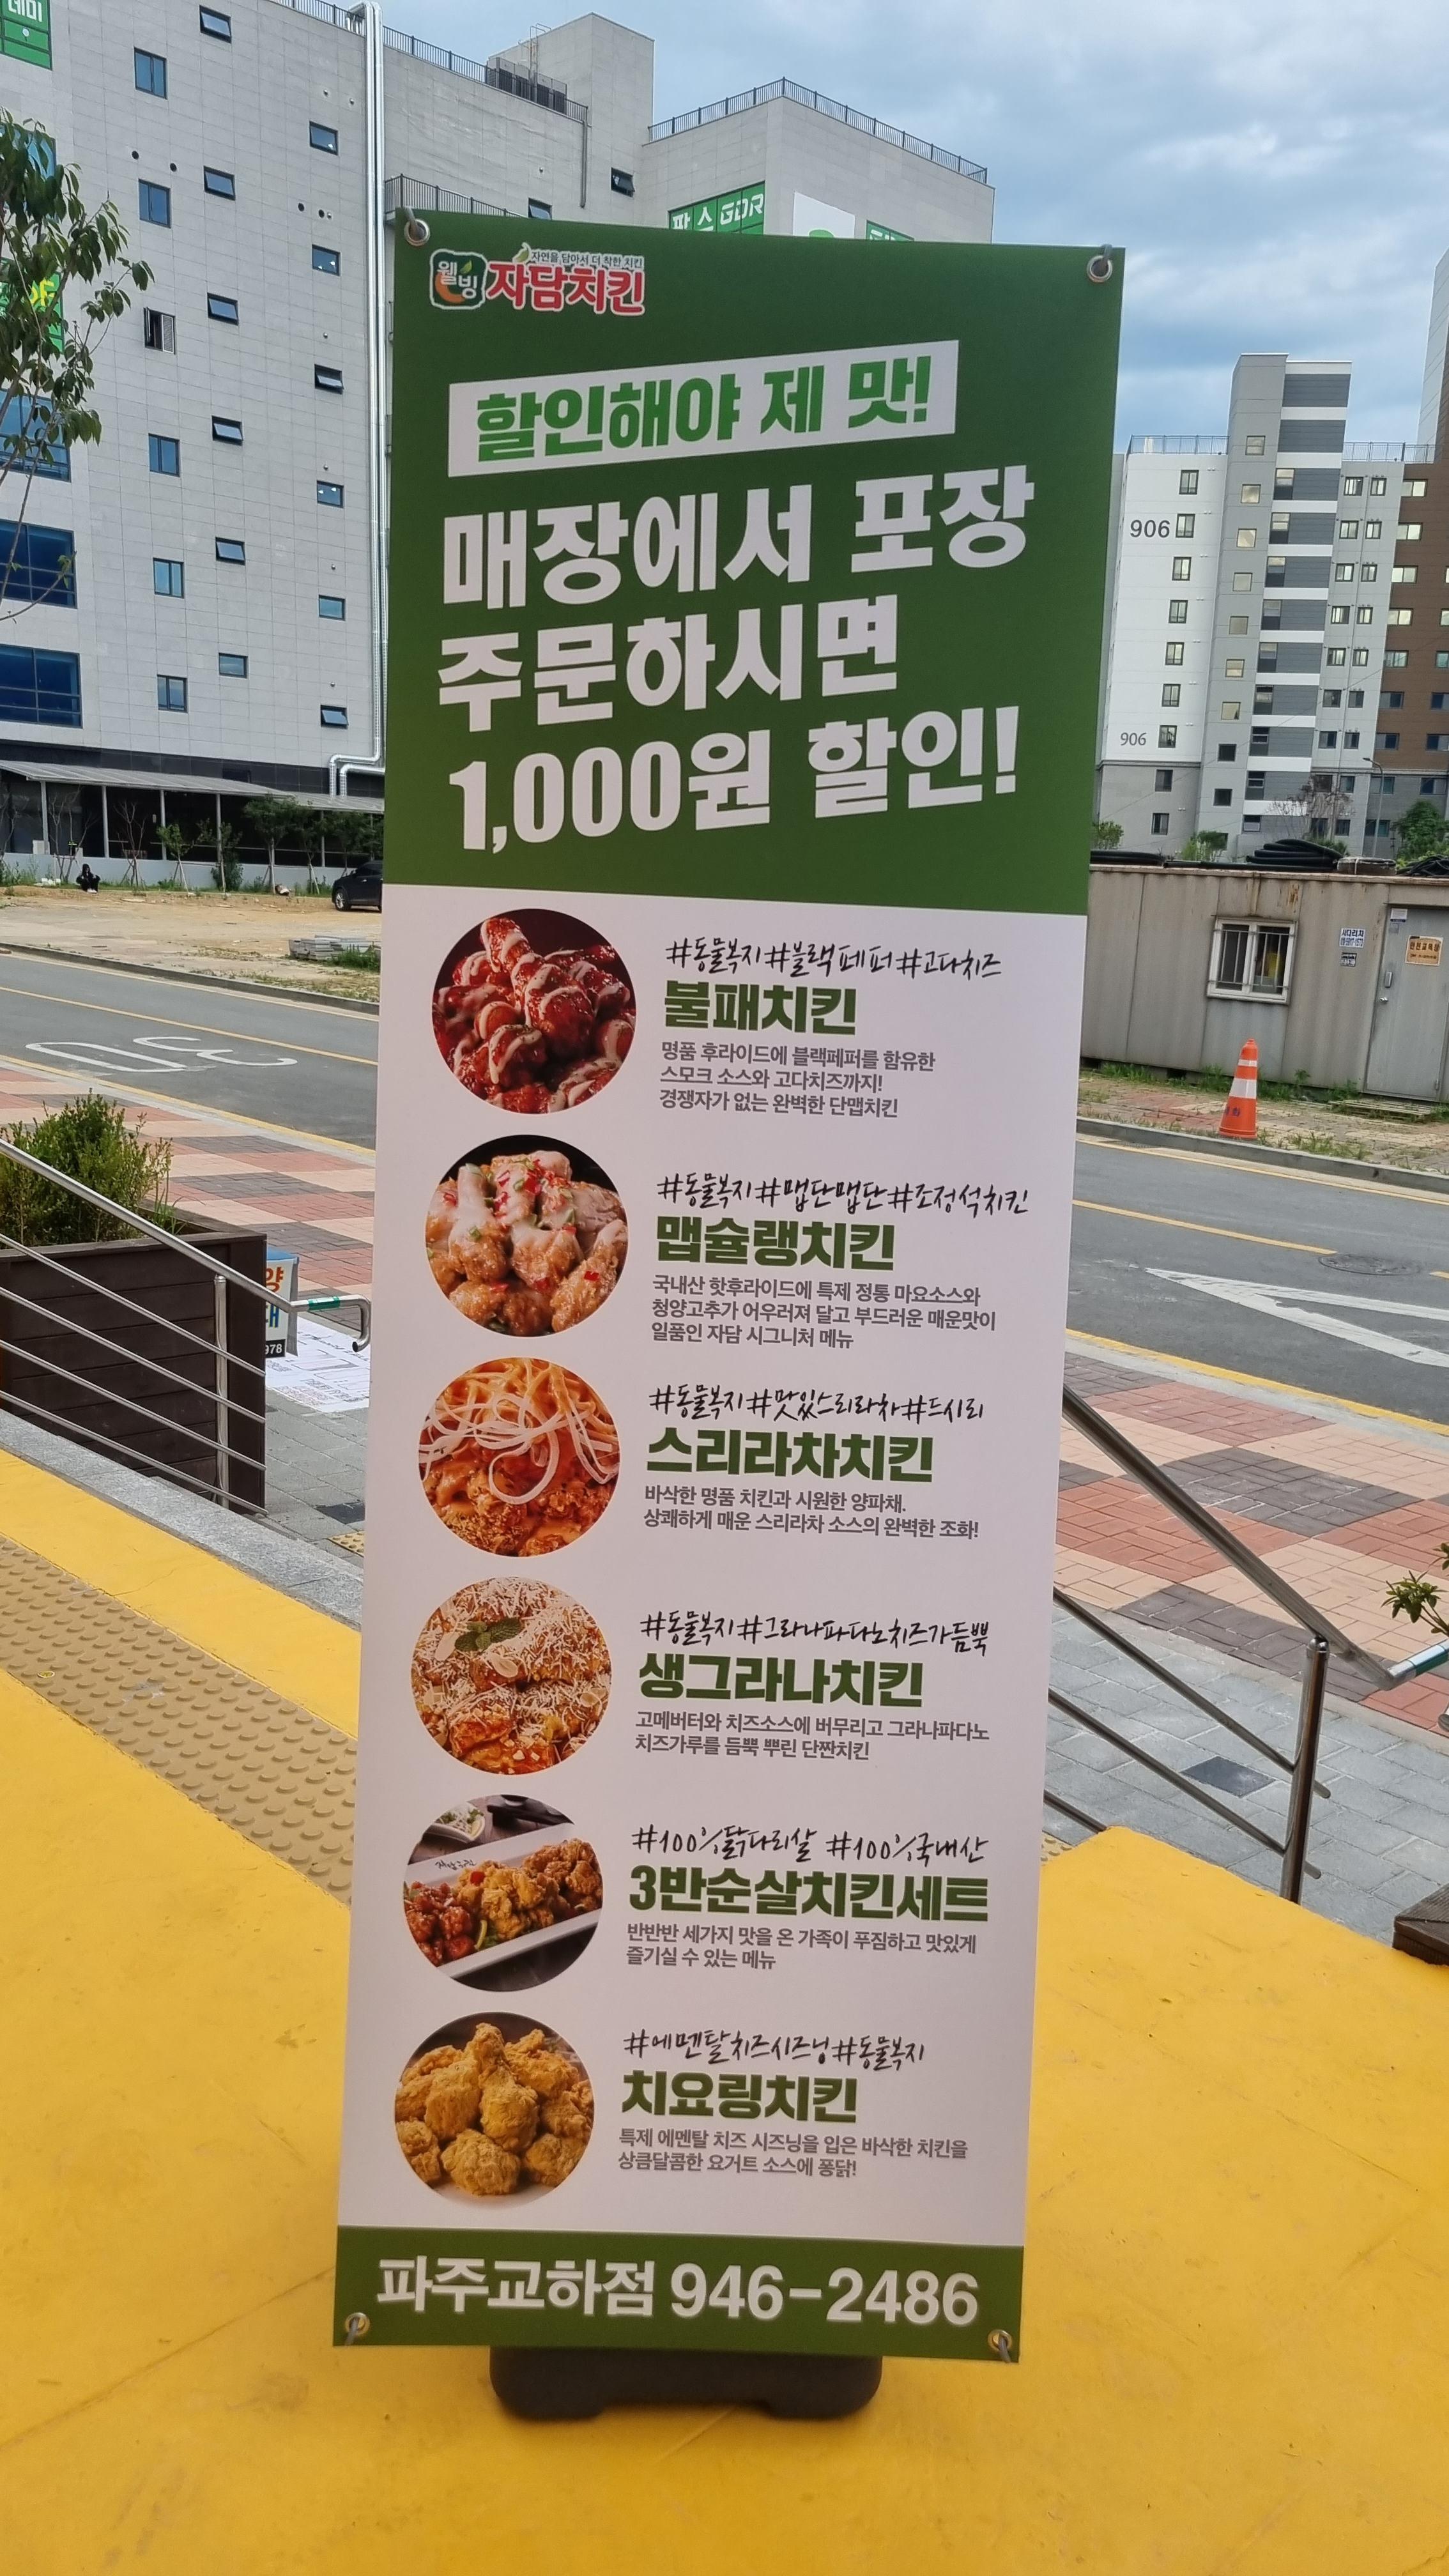 데미
팜스 GDR
자연을 담아서 더 착한 치킨
웰빙 자담치킨
할인해야 제 맛!
매장에서 포장
주문하시면
1,000원 할인!
#동물복지#블랙페퍼#고다치즈
불패치킨
명품 후라이드에 블랙페퍼를 함유한
스모크 소스와 고다치즈까지!
경쟁자가 없는 완벽한 단맵치킨
#동물복지#맵단맵단#조정석치킨
맵슐랭치킨
국내산 핫후라이드에 특제 정통 마요소스와
청양고추가 어우러져 달고 부드러운 매운맛이
일품인 자담 시그니처 메뉴
#동물복지#맛있스리라차#드시리
스리라차치킨
바삭한 명품 치킨과 시원한 양파채.
상쾌하게 매운 스리라차 소스의 완벽한 조화!
#동물복지#그라나파다노치즈가듬뿍
생그라나치킨
고메버터와 치즈소스에 버무리고 그라나파다노
치즈가루를 듬뿍 뿌린 단짠치킨
#100%닭다리살 #100%국내산
3반순살치킨세트
반반반 세가지 맛을 온 가족이 푸짐하고 맛있게
즐기실 수 있는 메뉴
#에멘탈치즈시즈닝#동물복지
치요링치킨
특제 에멘탈 치즈 시즈닝을 입은 바삭한 치킨을
상큼달콤한 요거트 소스에 퐁닭!
파주교하점 946-2486
906
906
안전교육장
978
30